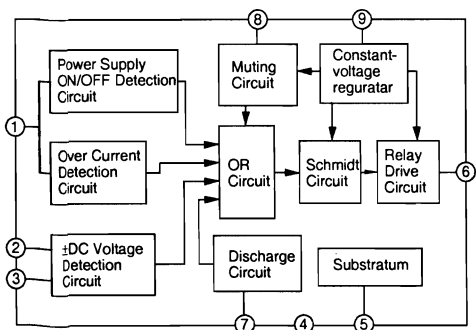 ⑧
⑨
Power Supply
ON/OFF Detection
Circuit
Muting
Circuit
Constant-
voltage
reguratar
①
Over Current
Detection
Circuit
OR
Circuit
Schmidt
Circuit
Relay
Drive
Circuit
⑥
②
③
±DC Voltage
Detection
Circuit
Discharge
Circuit
Substratum
⑦
④
⑤